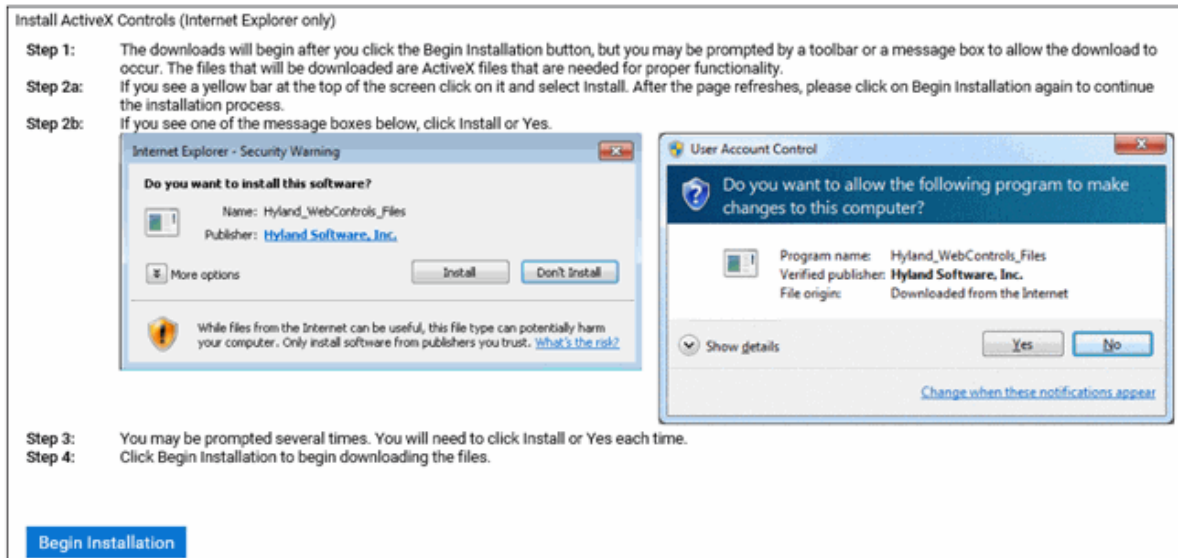 Install ActiveX Controls (Internet Explorer only)
Step 1: The downloads will begin after you click the Begin Installation button, but you may be prompted by a toolbar or a message box to allow the download to
occur. The files that will be downloaded are ActiveX files that are needed for proper functionality.
Step 2a: If you see a yellow bar at the top of the screen click on it and select Install. After the page refreshes, please click on Begin Installation again to continue
the installation process.
Step 2b: If you see one of the message boxes below, click Install or Yes.
Internet Explorer - Security Warning
Do you want to install this software?
Name: Hyland_WebControls_Files
Publisher: Hyland Software, Inc.
More options
Install
Don't Install
While files from the Internet can be useful, this file type can potentially harm
your computer. Only install software from publishers you trust. What's the risk?
User Account Control
Do you want to allow the following program to make
changes to this computer?
Program name: Hyland_WebControls_Files
Verified publisher: Hyland Software, Inc.
File origin: Downloaded from the Internet
Show details
Yes
No
Change when these notifications appear
Step 3: You may be prompted several times. You will need to click Install or Yes each time.
Step 4: Click Begin Installation to begin downloading the files.
Begin Installation